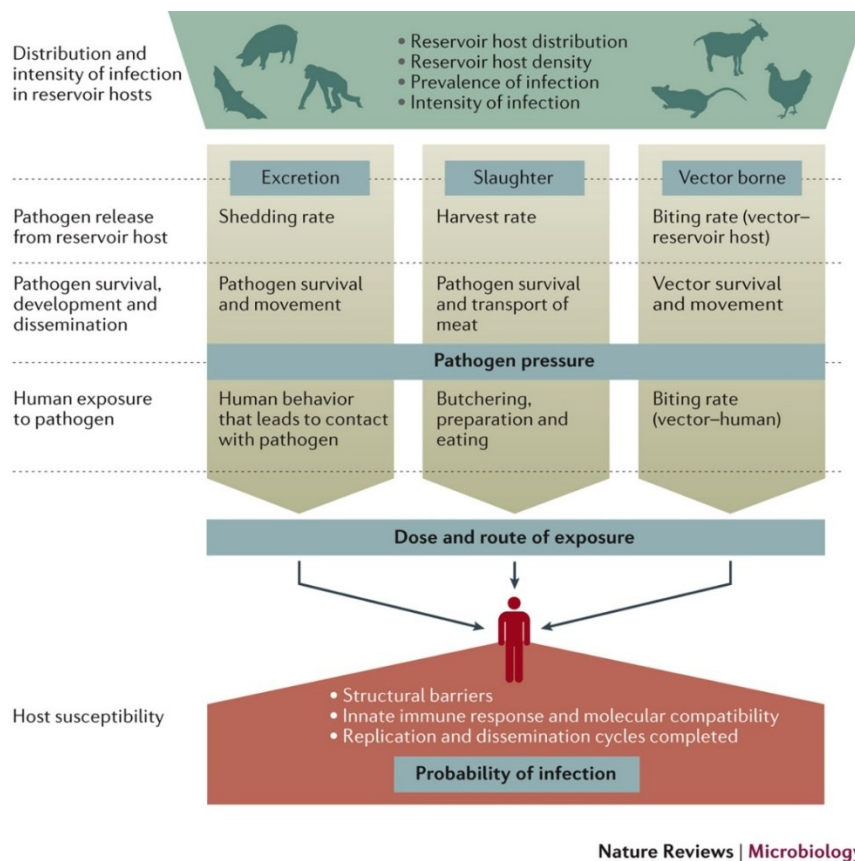 Distribution and
intensity of infection
in reservoir hosts
• Reservoir host distribution
• Reservoir host density
• Prevalence of infection
• Intensity of infection
Excretion
Slaughter
Vector borne
Pathogen release
from reservoir host
Shedding rate
Harvest rate
Biting rate (vector–
reservoir host)
Pathogen survival,
development and
dissemination
Pathogen survival
and movement
Pathogen survival
and transport of
meat
Vector survival
and movement
Pathogen pressure
Human exposure
to pathogen
Human behavior
that leads to contact
with pathogen
Butchering,
preparation and
eating
Biting rate
(vector–human)
Dose and route of exposure
Host susceptibility
• Structural barriers
• Innate immune response and molecular compatibility
• Replication and dissemination cycles completed
Probability of infection
Nature Reviews | Microbiology